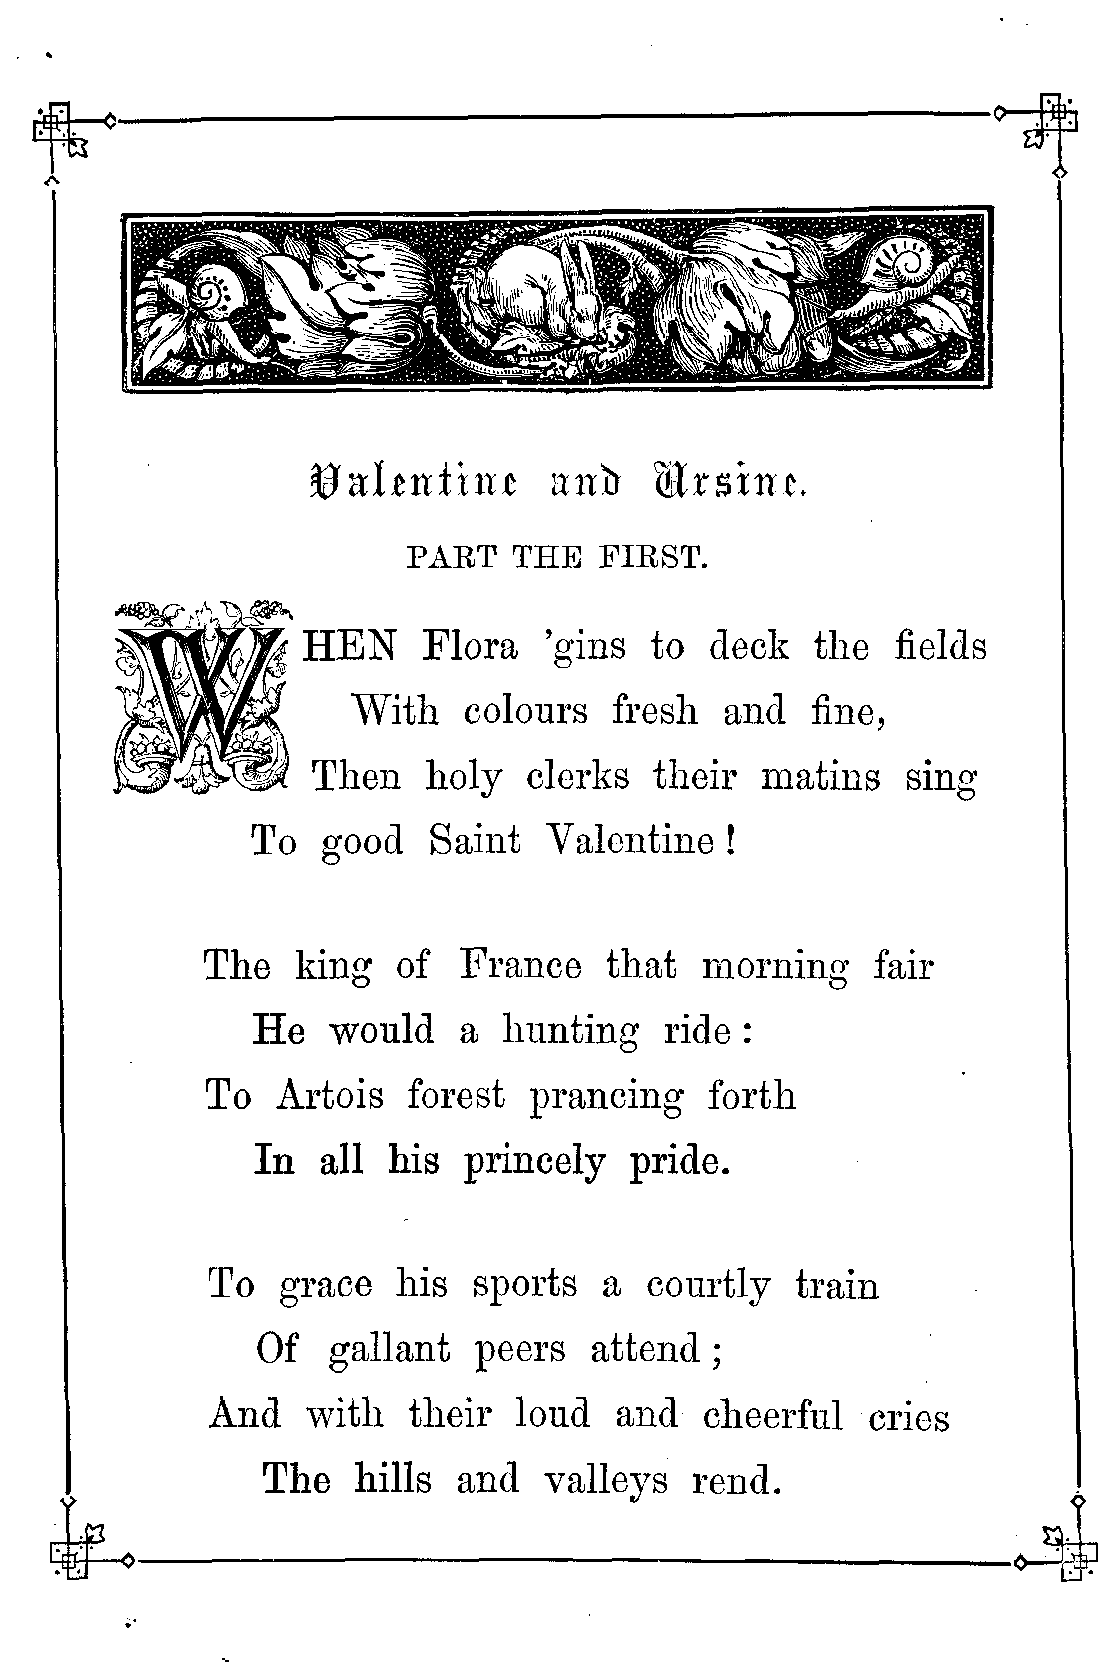 Valentine and Ursine.
PART THE FIRST.
WHEN Flora 'gins to deck the fields
With colours fresh and fine,
Then holy clerks their matins sing
To good Saint Valentine!
The king of France that morning fair
He would a hunting ride:
To Artois forest prancing forth
In all his princely pride.
To grace his sports a courtly train
Of gallant peers attend;
And with their loud and cheerful cries
The hills and valleys rend.